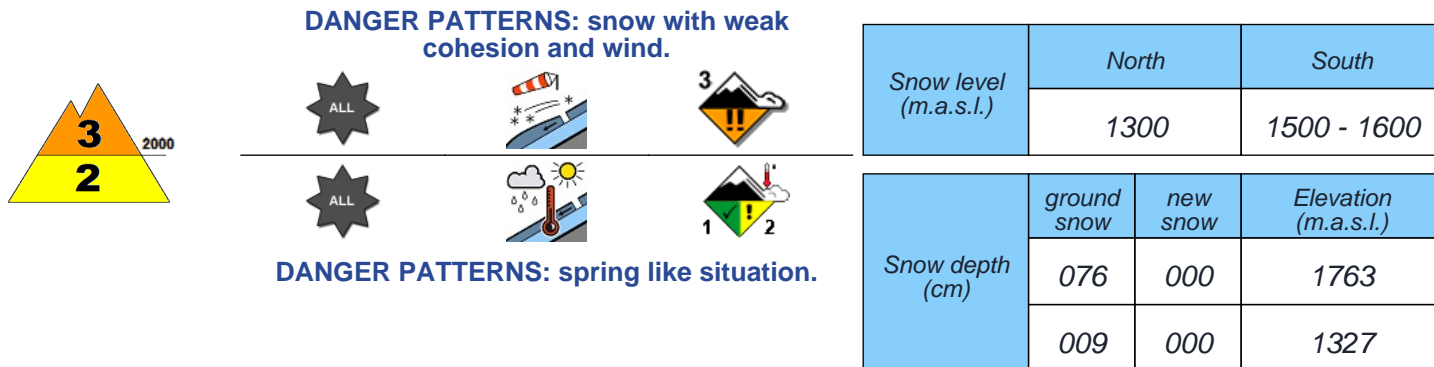 DANGER PATTERNS: snow with weak
cohesion and wind.
3
2000
2
ALL
3
!!
ALL
!
1 2
DANGER PATTERNS: spring like situation.
Snow level
(m.a.s.l.)
North
South
1300
1500 - 1600
Snow depth
(cm)
ground
snow
new
snow
Elevation
(m.a.s.l.)
076
000
1763
009
000
1327